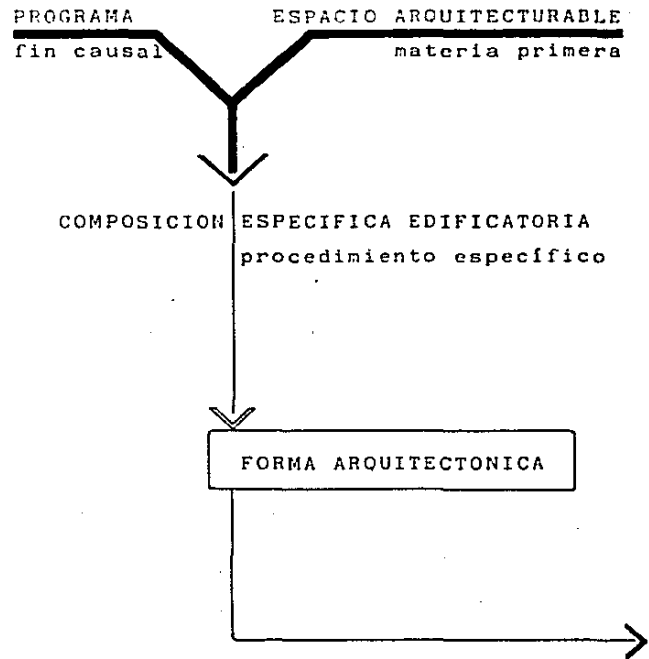 PROGRAMA ESPACIO ARQUITECTURABLE
fin causal materia primera
COMPOSICION ESPECIFICA EDIFICATORIA
procedimiento específico
FORMA ARQUITECTONICA